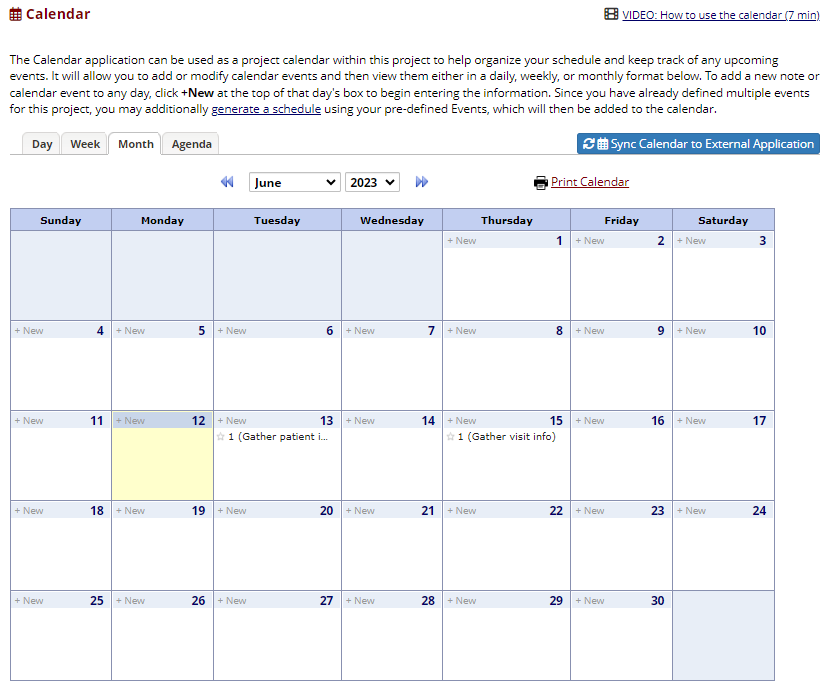 Calendar
VIDEO: How to use the calendar (7 min)
The Calendar application can be used as a project calendar within this project to help organize your schedule and keep track of any upcoming
events. It will allow you to add or modify calendar events and then view them either in a daily, weekly, or monthly format below. To add a new note or
calendar event to any day, click +New at the top of that day's box to begin entering the information. Since you have already defined multiple events
for this project, you may additionally generate a schedule using your pre-defined Events, which will then be added to the calendar.
Day Week Month Agenda
Sync Calendar to External Application
June 2023
Print Calendar
Sunday Monday Tuesday Wednesday Thursday Friday Saturday
+ New 1 + New 2 + New 3
+ New 4 + New 5 + New 6 + New 7 + New 8 + New 9 + New 10
+ New 11 + New 12 + New 13 + New 14 + New 15 + New 16 + New 17
1 (Gather patient i... 1 (Gather visit info)
+ New 18 + New 19 + New 20 + New 21 + New 22 + New 23 + New 24
+ New 25 + New 26 + New 27 + New 28 + New 29 + New 30